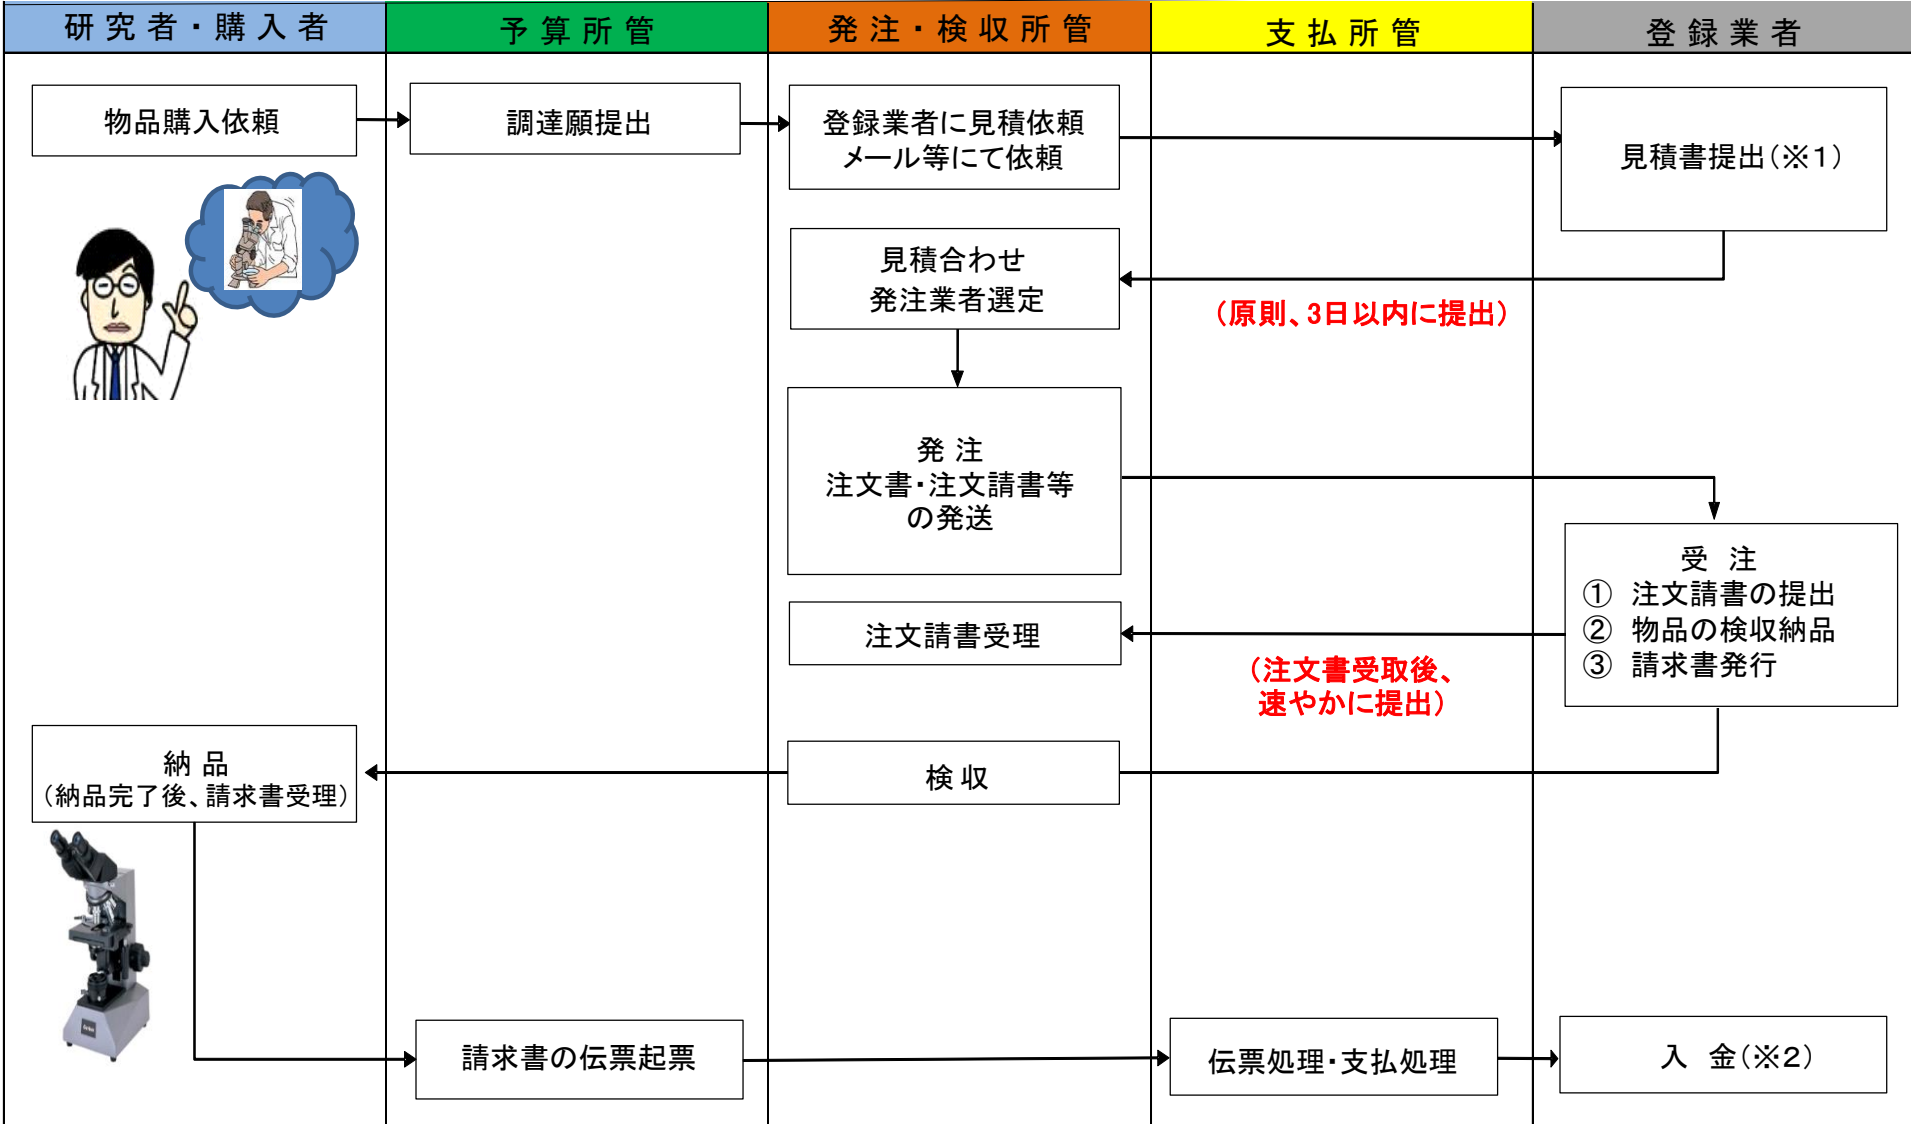 研究者・購入者
予算所管
発注・検収所管
支払所管
登録業者
物品購入依頼
調達願提出
登録業者に見積依頼
メール等にて依頼
見積書提出(※1)
見積合わせ
発注業者選定
(原則、3日以内に提出)
発 注
注文書・注文請書等
の発送
受 注
① 注文請書の提出
② 物品の検収納品
③ 請求書発行
注文請書受理
(注文書受取後、
速やかに提出)
納 品
(納品完了後、請求書受理)
検 収
請求書の伝票起票
伝票処理・支払処理
入 金(※2)